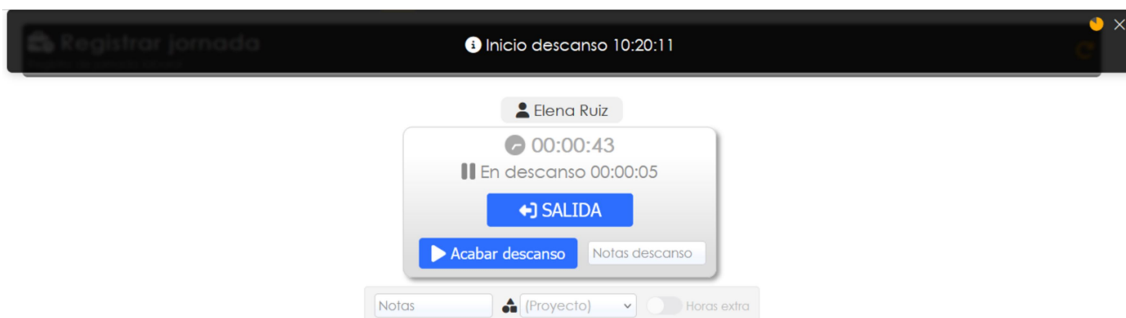 Registrar jornada
Inicio descanso 10:20:11
Elena Ruiz
00:00:43
En descanso 00:00:05
SALIDA
Acabar descanso Notas descanso
Notas (Proyecto) Horas extra